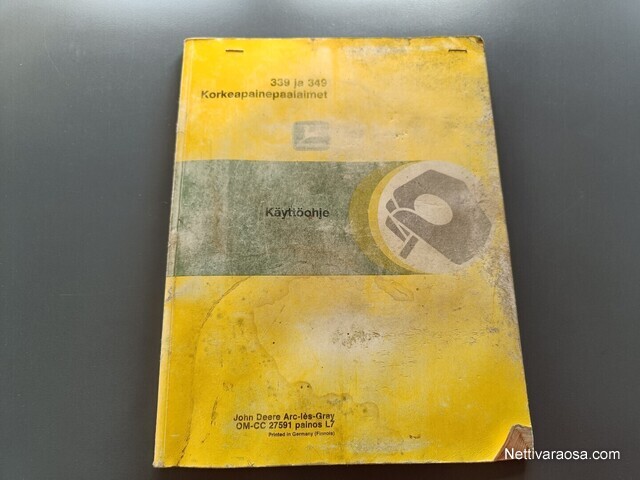 339 ja 349
Korkeapainepaalaimet
Käyttöohje
John Deere Arc-lès-Gray
OM-CC 27591 painos L7
Printed in Germany (Finnois)
Nettivaraosa.com